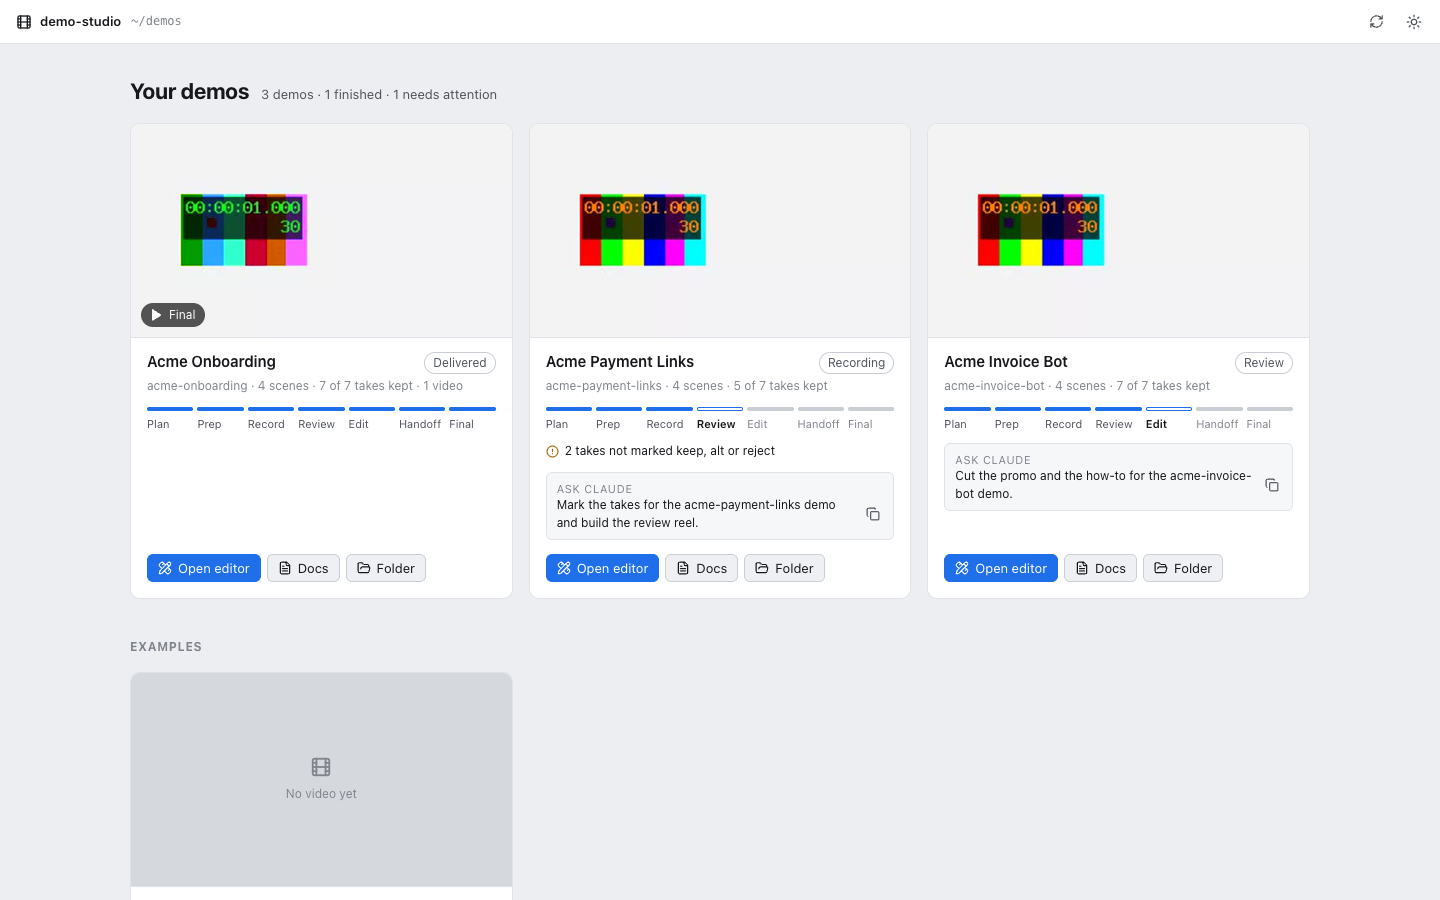 demo-studio ~/demos
Your demos 3 demos · 1 finished · 1 needs attention
00:00:01.000
30
Final
Acme Onboarding Delivered
acme-onboarding · 4 scenes · 7 of 7 takes kept · 1 video
Plan Prep Record Review Edit Handoff Final
Open editor Docs Folder
00:00:01.000
30
Acme Payment Links Recording
acme-payment-links · 4 scenes · 5 of 7 takes kept
Plan Prep Record Review Edit Handoff Final
2 takes not marked keep, alt or reject
ASK CLAUDE
Mark the takes for the acme-payment-links demo
and build the review reel.
Open editor Docs Folder
00:00:01.000
30
Acme Invoice Bot Review
acme-invoice-bot · 4 scenes · 7 of 7 takes kept
Plan Prep Record Review Edit Handoff Final
ASK CLAUDE
Cut the promo and the how-to for the acme-invoice-
bot demo.
Open editor Docs Folder
EXAMPLES
No video yet